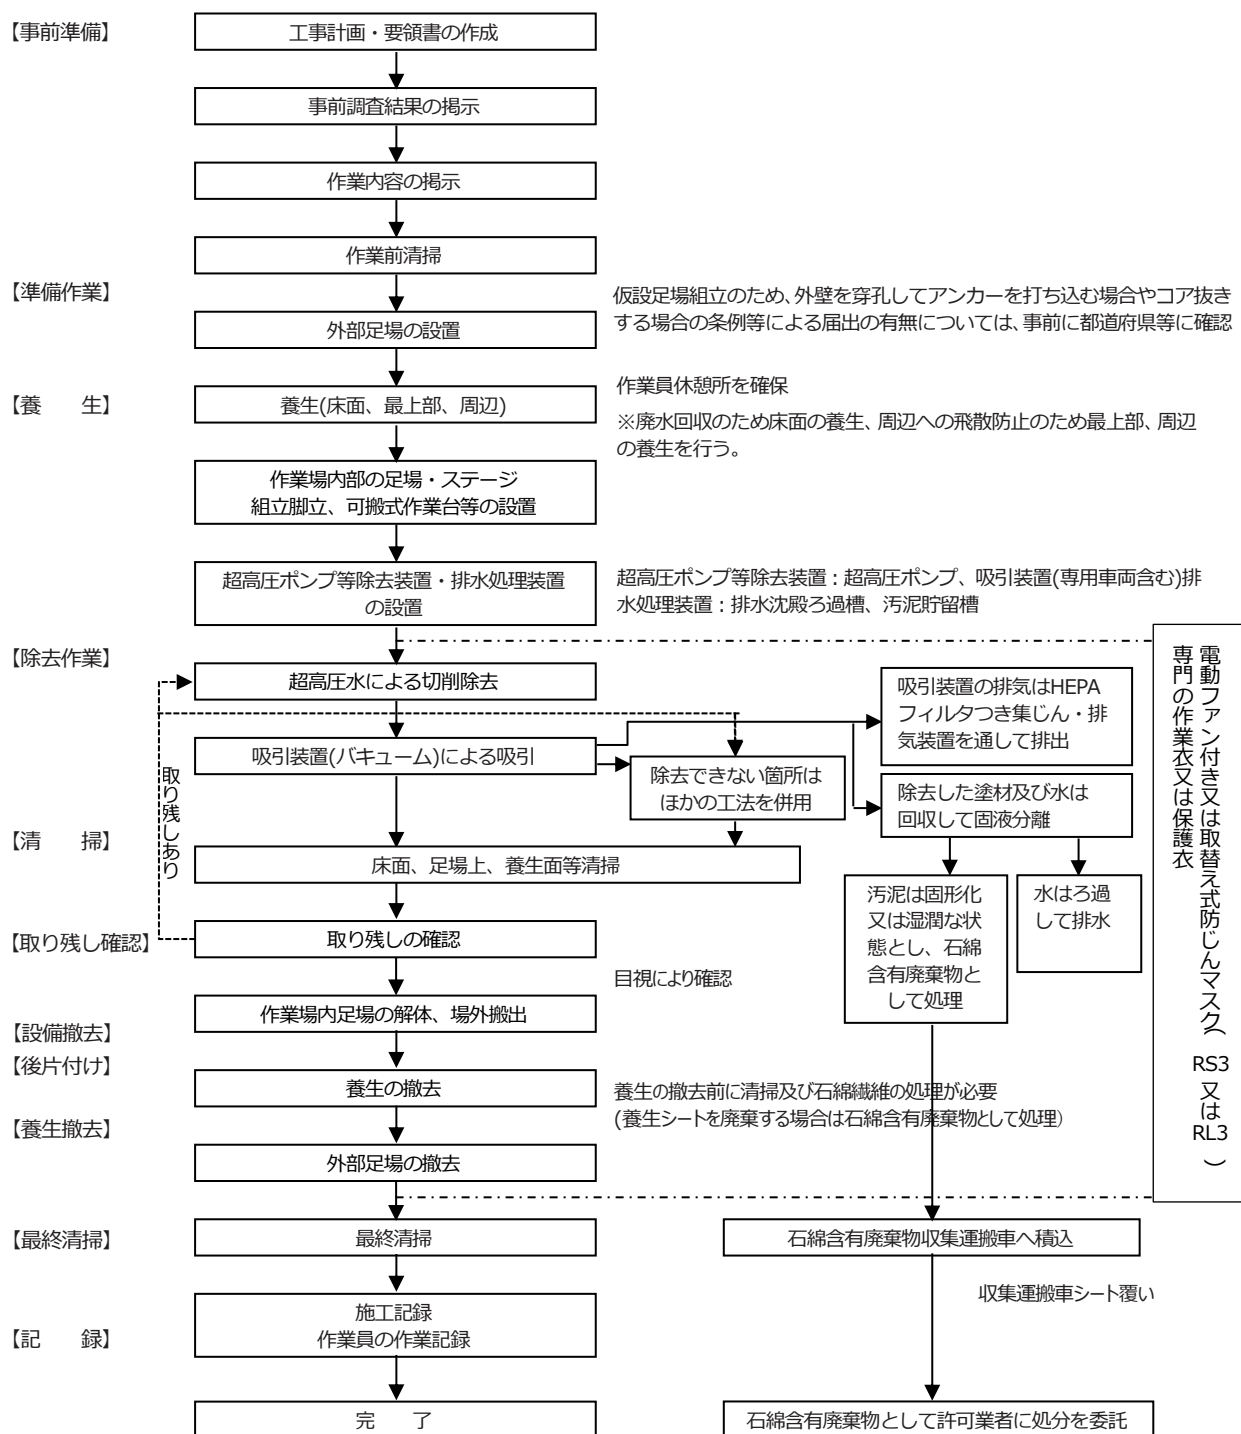 【事前準備】
工事計画・要領書の作成
事前調査結果の掲示
作業内容の掲示
作業前清掃
【準備作業】
外部足場の設置
仮設足場組立のため、外壁を穿孔してアンカーを打ち込む場合やコア抜き
する場合の条例等による届出の有無については、事前に都道府県等に確認
【養　　生】
養生(床面、最上部、周辺)
作業員休憩所を確保
※廃水回収のため床面の養生、周辺への飛散防止のため最上部、周辺
の養生を行う。
作業場内部の足場・ステージ
組立脚立、可搬式作業台等の設置
超高圧ポンプ等除去装置・排水処理装置
の設置
超高圧ポンプ等除去装置：超高圧ポンプ、吸引装置(専用車両含む)排
水処理装置：排水沈殿ろ過槽、汚泥貯留槽
電動ファン付き又は取替え式防じんマスク（RS3又はRL3）
専門の作業衣又は保護衣
【除去作業】
超高圧水による切削除去
吸引装置(バキューム)による吸引
取り残しあり
除去できない箇所は
ほかの工法を併用
吸引装置の排気はHEPA
フィルタつき集じん・排
気装置を通して排出
除去した塗材及び水は
回収して固液分離
汚泥は固形化
又は湿潤な状
態とし、石綿
含有廃棄物と
して処理
水はろ過
して排水
【清　　掃】
床面、足場上、養生面等清掃
【取り残し確認】
取り残しの確認
目視により確認
作業場内足場の解体、場外搬出
【設備撤去】
【後片付け】
養生の撤去
養生の撤去前に清掃及び石綿繊維の処理が必要
(養生シートを廃棄する場合は石綿含有廃棄物として処理）
【養生撤去】
外部足場の撤去
【最終清掃】
最終清掃
石綿含有廃棄物収集運搬車へ積込
収集運搬車シート覆い
【記　　録】
施工記録
作業員の作業記録
完　　了
石綿含有廃棄物として許可業者に処分を委託